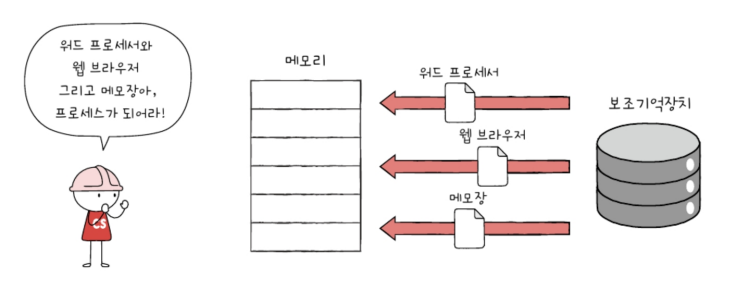 워드 프로세서와
웹 브라우저
그리고 메모장아,
프로세스가 되어라!
CS
메모리
워드 프로세서
웹 브라우저
메모장
보조기억장치